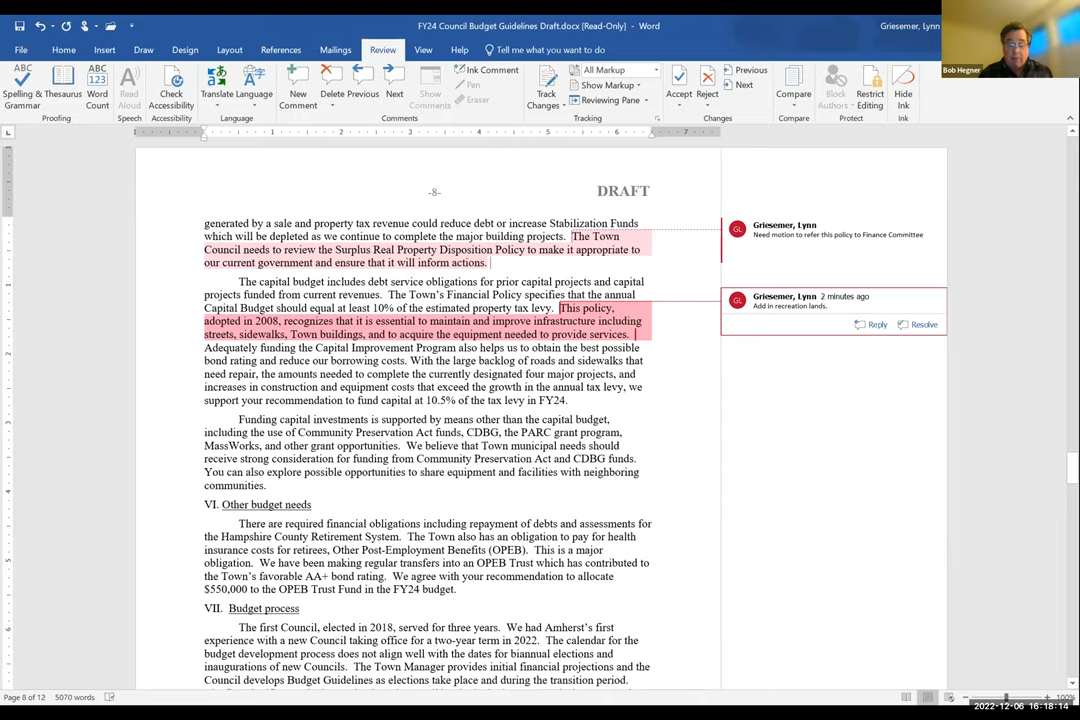 FY24 Council Budget Guidelines Draft.docx [Read-Only] - Word
Griesemer, Lynn
Bob Hegner
File Home Insert Draw Design Layout References Mailings Review View Help Tell me what you want to do
Spelling & Grammar
Thesaurus
Word Count
Read Aloud
Check Accessibility
Translate
Language
New Comment
Delete
Previous
Next
Show Comments
Ink Comment
Pen
Eraser
Track Changes
All Markup
Show Markup
Reviewing Pane
Accept
Reject
Previous
Next
Compare
Block Authors
Restrict Editing
Hide Ink
Proofing Speech Accessibility Language Comments Tracking Changes Compare Protect Ink
-8- DRAFT
generated by a sale and property tax revenue could reduce debt or increase Stabilization Funds
which will be depleted as we continue to complete the major building projects. The Town
Council needs to review the Surplus Real Property Disposition Policy to make it appropriate to
our current government and ensure that it will inform actions.
The capital budget includes debt service obligations for prior capital projects and capital
projects funded from current revenues. The Town's Financial Policy specifies that the annual
Capital Budget should equal at least 10% of the estimated property tax levy. This policy,
adopted in 2008, recognizes that it is essential to maintain and improve infrastructure including
streets, sidewalks, Town buildings, and to acquire the equipment needed to provide services.
Adequately funding the Capital Improvement Program also helps us to obtain the best possible
bond rating and reduce our borrowing costs. With the large backlog of roads and sidewalks that
need repair, the amounts needed to complete the currently designated four major projects, and
increases in construction and equipment costs that exceed the growth in the annual tax levy, we
support your recommendation to fund capital at 10.5% of the tax levy in FY24.
Funding capital investments is supported by means other than the capital budget,
including the use of Community Preservation Act funds, CDBG, the PARC grant program,
MassWorks, and other grant opportunities. We believe that Town municipal needs should
receive strong consideration for funding from Community Preservation Act and CDBG funds.
You can also explore possible opportunities to share equipment and facilities with neighboring
communities.
VI. Other budget needs
There are required financial obligations including repayment of debts and assessments for
the Hampshire County Retirement System. The Town also has an obligation to pay for health
insurance costs for retirees, Other Post-Employment Benefits (OPEB). This is a major
obligation. We have been making regular transfers into an OPEB Trust which has contributed to
the Town's favorable AA+ bond rating. We agree with your recommendation to allocate
$550,000 to the OPEB Trust Fund in the FY24 budget.
VII. Budget process
The first Council, elected in 2018, served for three years. We had Amherst's first
experience with a new Council taking office for a two-year term in 2022. The calendar for the
budget development process does not align well with the dates for biannual elections and
inaugurations of new Councils. The Town Manager provides initial financial projections and the
Council develops Budget Guidelines as elections take place and during the transition period.
GL Griesemer, Lynn
Need motion to refer this policy to Finance Committee
GL Griesemer, Lynn 2 minutes ago
Add in recreation lands.
Reply Resolve
Page 8 of 12 5070 words
100%
2022-12-06 16:18:14